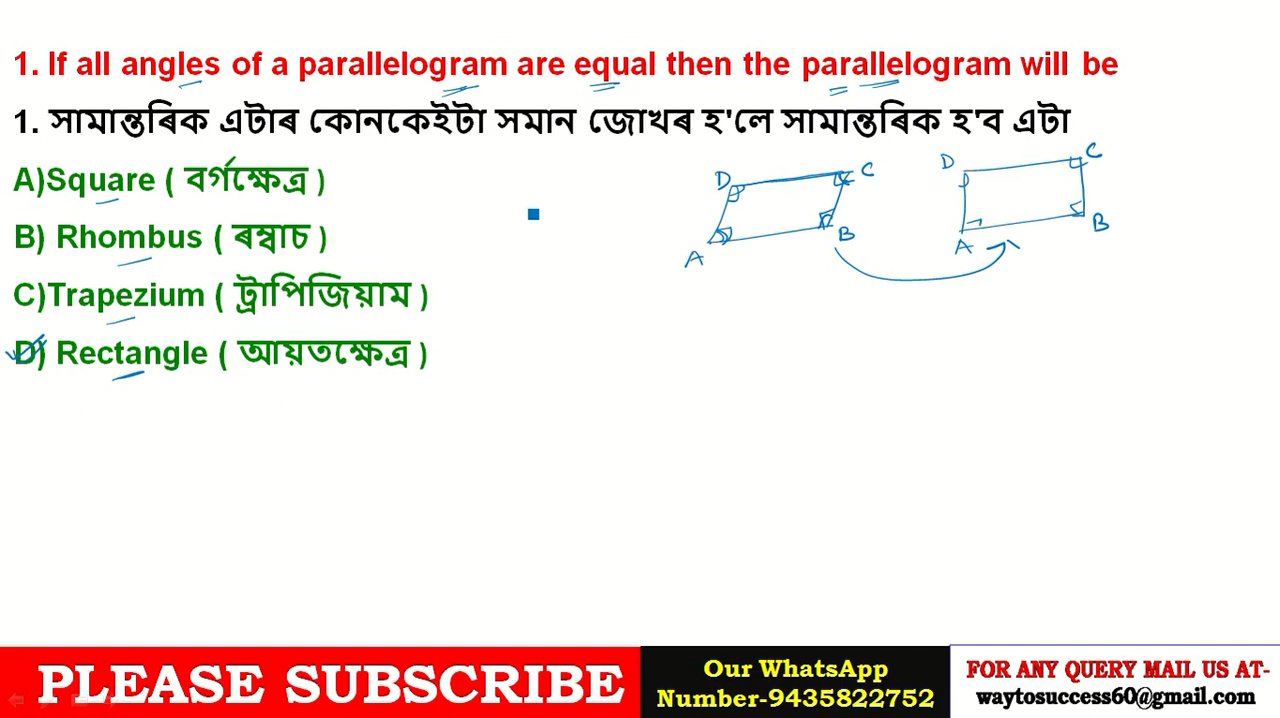 1. If all angles of a parallelogram are equal then the parallelogram will be
1. সামান্তৰিক এটাৰ কোনকেইটা সমান জোখৰ হ'লে সামান্তৰিক হ'ব এটা
A)Square ( বৰ্গক্ষেত্ৰ )
B) Rhombus ( ৰম্বাচ )
C)Trapezium ( ট্ৰাপিজিয়াম )
D) Rectangle ( আয়তক্ষেত্ৰ )
D C
A B
D C
A B
PLEASE SUBSCRIBE
Our WhatsApp
Number-9435822752
FOR ANY QUERY MAIL US AT-
waytosuccess60@gmail.com